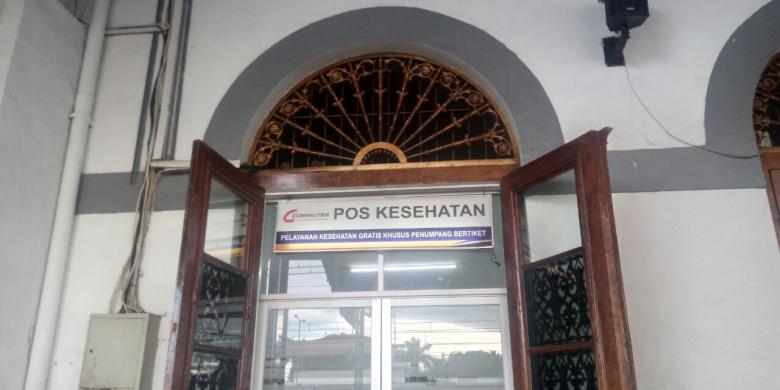 COMMUTER
POS KESEHATAN
PELAYANAN KESEHATAN GRATIS KHUSUS PENUMPANG BERTIKET